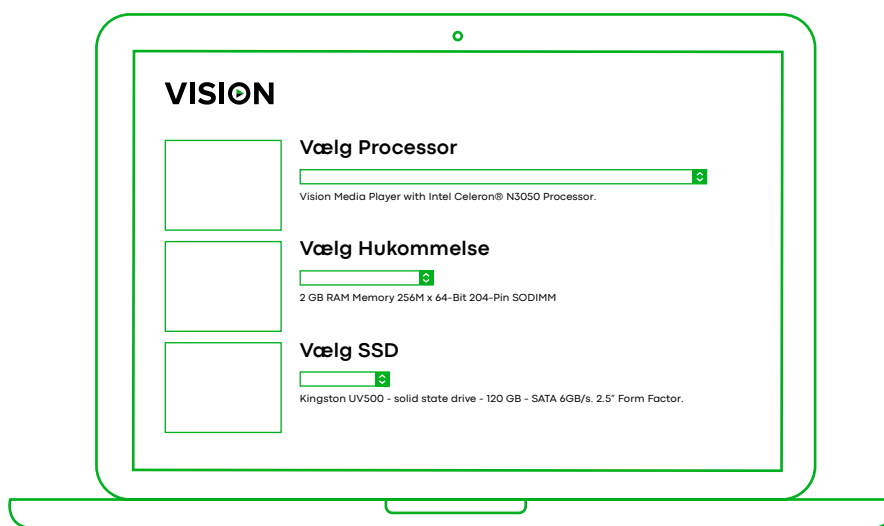 VISION
Vælg Processor
Vision Media Player with Intel Celeron® N3050 Processor.
Vælg Hukommelse
2 GB RAM Memory 256M x 64-Bit 204-Pin SODIMM
Vælg SSD
Kingston UV500 - solid state drive - 120 GB - SATA 6GB/s. 2.5” Form Factor.